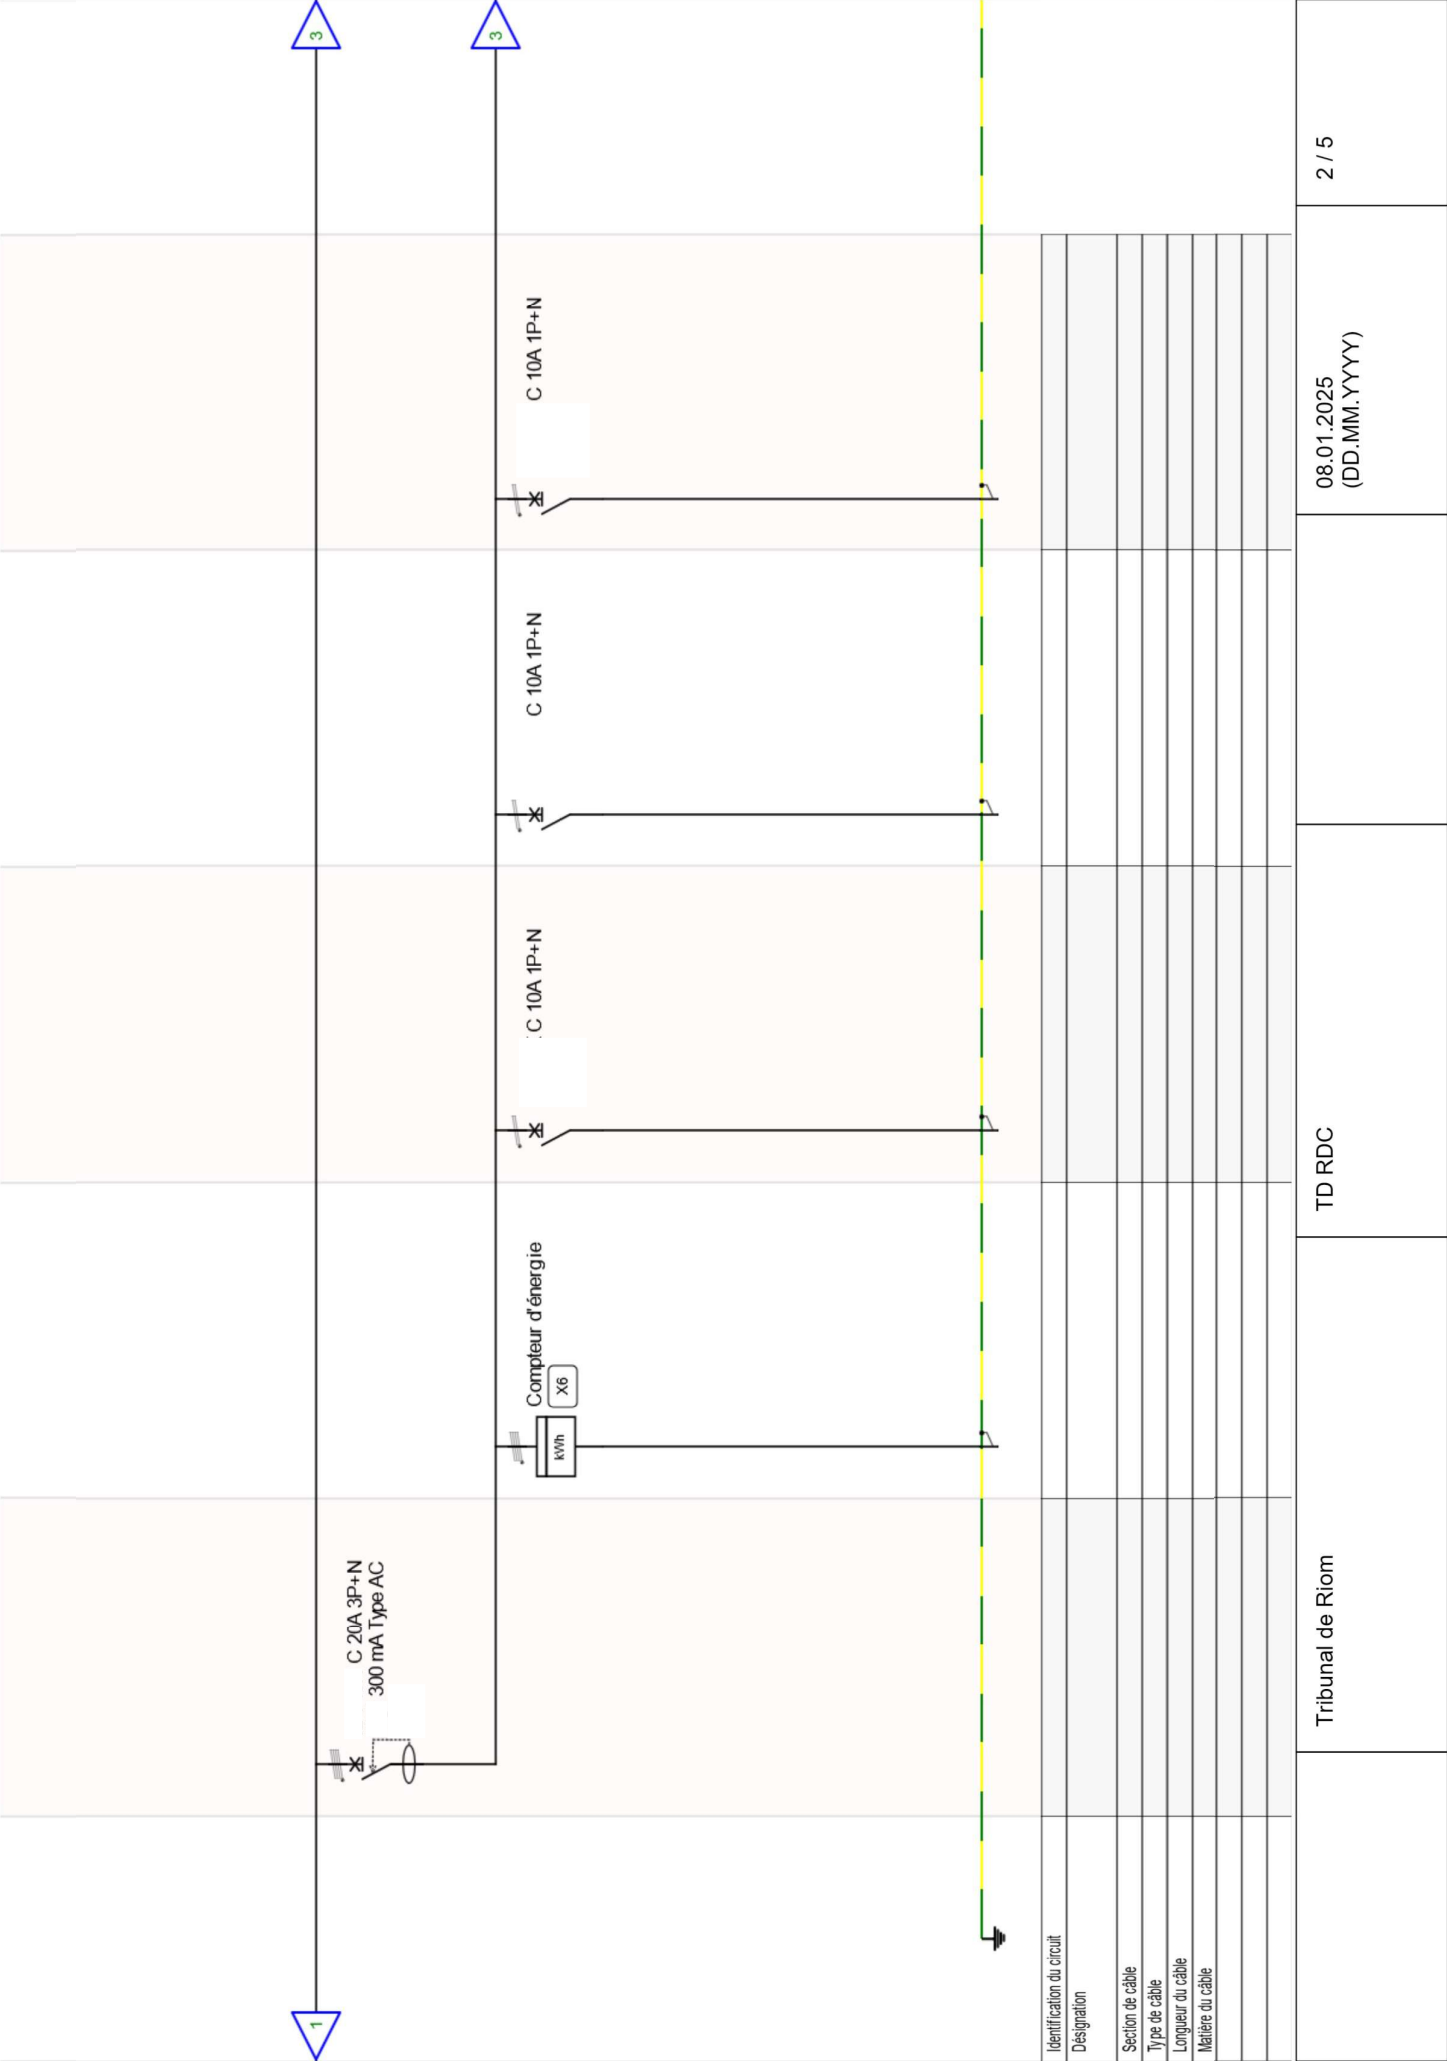 1
3
3
C 20A 3P+N
300 mA Type AC
Compteur d'énergie
X6
kWh
C 10A 1P+N
C 10A 1P+N
C 10A 1P+N
Identification du circuit
Désignation
Section de câble
Type de câble
Longueur du câble
Matière du câble
Tribunal de Riom
TD RDC
08.01.2025
(DD.MM.YYYY)
2 / 5